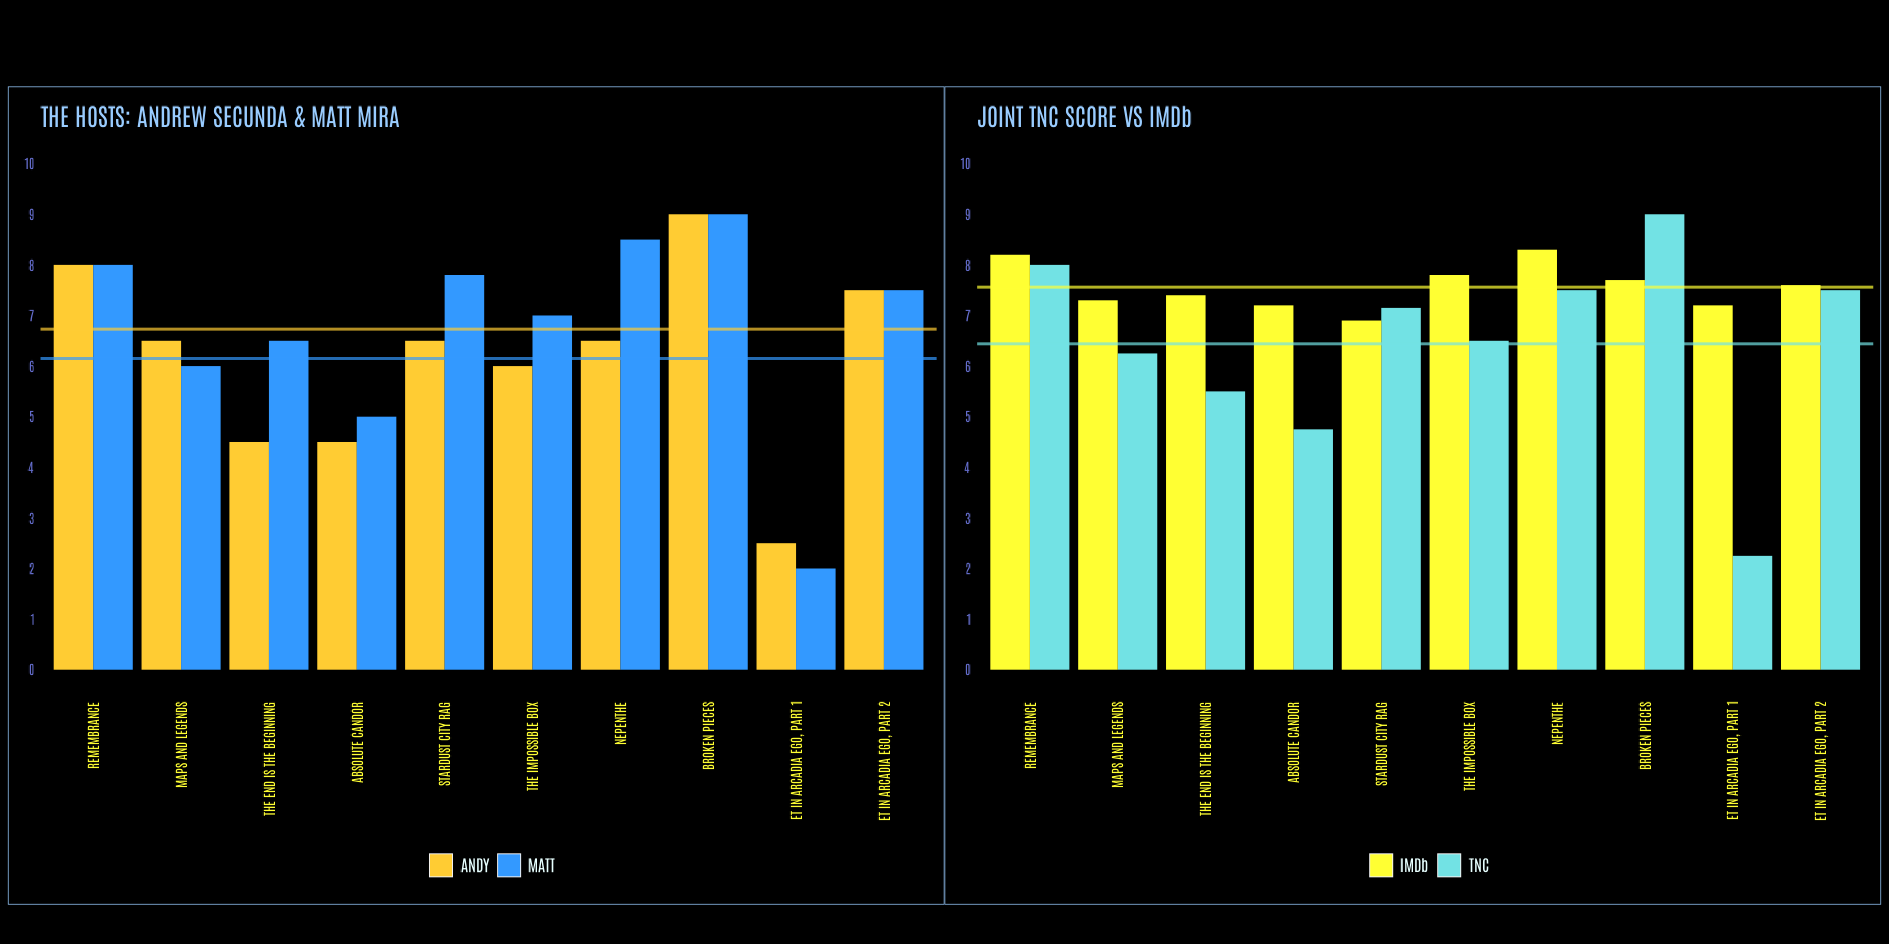 THE HOSTS: ANDREW SECUNDA & MATT MIRA
10
9
8
7
6
5
4
3
2
1
0
REMEMBRANCE
MAPS AND LEGENDS
THE END IS THE BEGINNING
ABSOLUTE CANDOR
STARDUST CITY RAG
THE IMPOSSIBLE BOX
NEPENTHE
BROKEN PIECES
ET IN ARCADIA EGO, PART 1
ET IN ARCADIA EGO, PART 2
ANDY
MATT
JOINT TNC SCORE VS IMDb
10
9
8
7
6
5
4
3
2
1
0
REMEMBRANCE
MAPS AND LEGENDS
THE END IS THE BEGINNING
ABSOLUTE CANDOR
STARDUST CITY RAG
THE IMPOSSIBLE BOX
NEPENTHE
BROKEN PIECES
ET IN ARCADIA EGO, PART 1
ET IN ARCADIA EGO, PART 2
IMDb
TNC